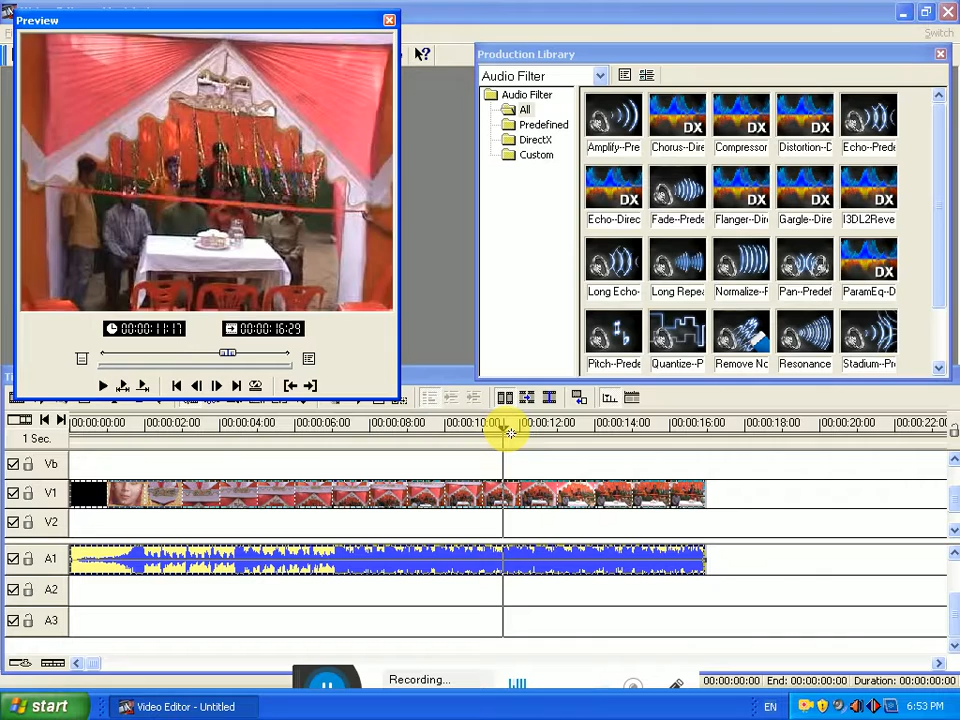 Preview
Switch
Production Library
Audio Filter
Audio Filter
All
Predefined
DirectX
Custom
DX
DX
DX
Amplify--Pre
Chorus--Dire
Compressor
Distortion--D
Echo--Prede
DX
DX
DX
DX
Echo--Direc
Fade--Prede
Flanger--Dire
Gargle--Dire
I3DL2Reve
DX
Long Echo-
Long Repea
Normalize--F
Pan--Predef
ParamEq--D
Pitch--Prede
Quantize--P
Remove No
Resonance
Stadium--Pre
00:00:11:17
00:00:16:29
00:00:00:00
00:00:02:00
00:00:04:00
00:00:06:00
00:00:08:00
00:00:10:00
00:00:12:00
00:00:14:00
00:00:16:00
00:00:18:00
00:00:20:00
00:00:22:00
1 Sec.
Vb
V1
V2
A1
A2
A3
Recording...
00:00:00:00
End: 00:00:00:00
Duration: 00:00:00:00
start
Video Editor - Untitled
EN
6:53 PM